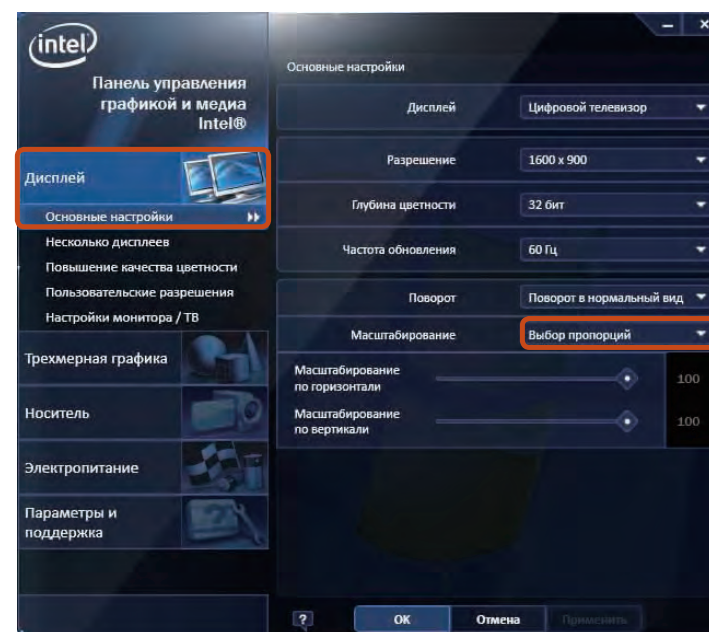 intel
Панель управления
графикой и медиа
Intel®
Дисплей
Основные настройки
Несколько дисплеев
Повышение качества цветности
Пользовательские разрешения
Настройки монитора / ТВ
Трехмерная графика
Носитель
Электропитание
Параметры и
поддержка
Основные настройки
Дисплей
Цифровой телевизор
Разрешение
1600 x 900
Глубина цветности
32 бит
Частота обновления
60 Гц
Поворот
Поворот в нормальный вид
Масштабирование
Выбор пропорций
Масштабирование
по горизонтали
100
Масштабирование
по вертикали
100
?
ОК
Отмена
Применить